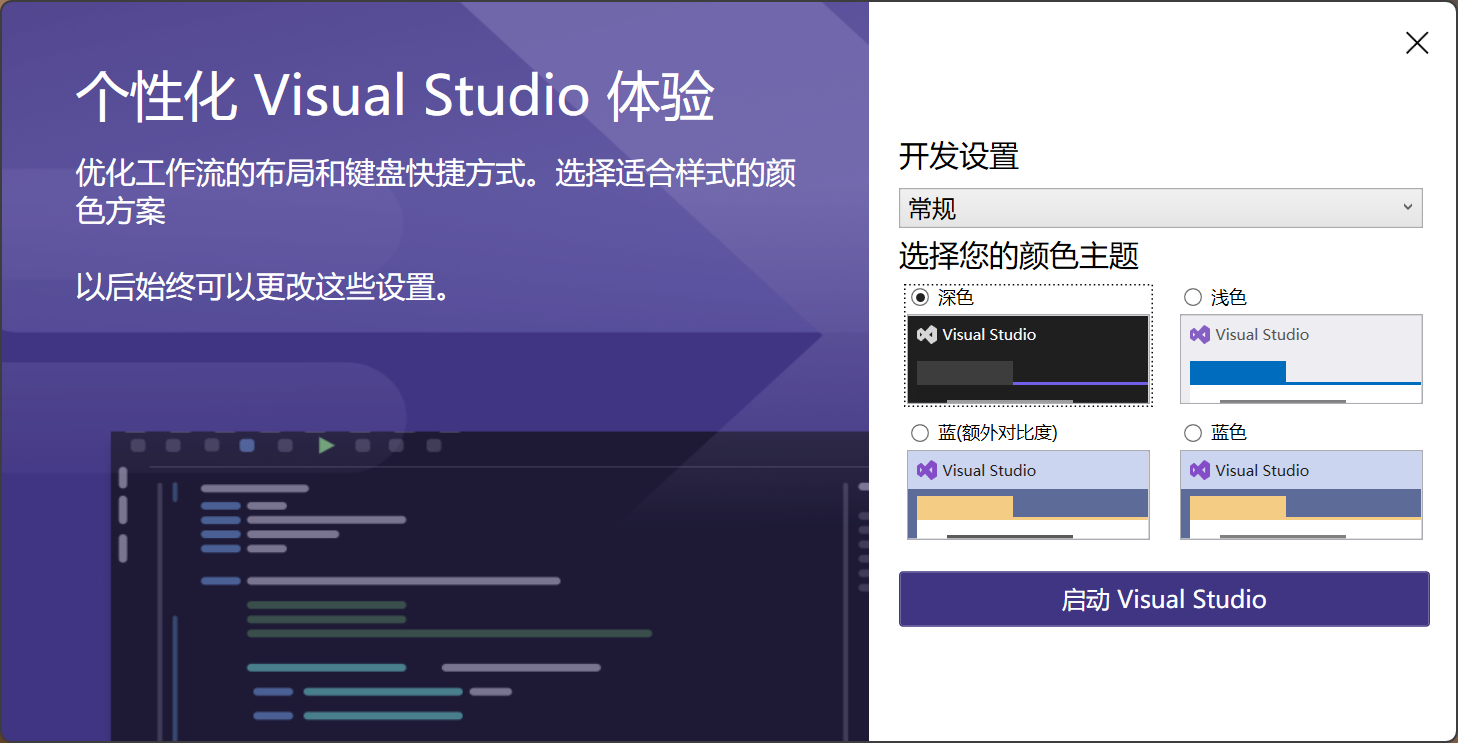 个性化 Visual Studio 体验
优化工作流的布局和键盘快捷方式。选择适合样式的颜
色方案
以后始终可以更改这些设置。
开发设置
常规
选择您的颜色主题
深色
Visual Studio
浅色
Visual Studio
蓝(额外对比度)
Visual Studio
蓝色
Visual Studio
启动 Visual Studio